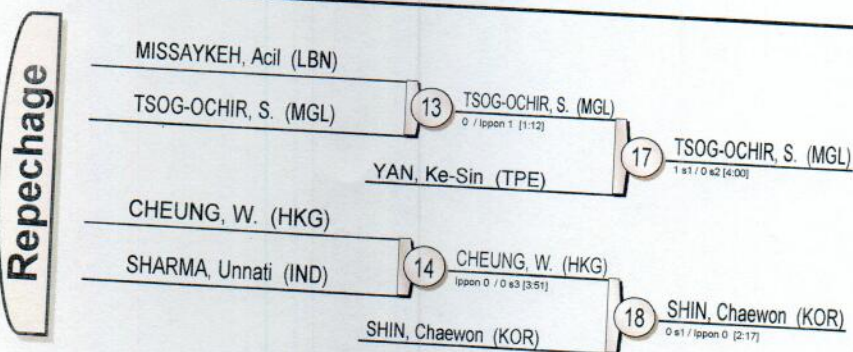 Repechage
MISSAYKEH, Acil (LBN)
TSOG-OCHIR, S. (MGL)
13
TSOG-OCHIR, S. (MGL)
0 / Ippon 1 [1:12]
YAN, Ke-Sin (TPE)
17
TSOG-OCHIR, S. (MGL)
1 s1 / 0 s2 [4:00]
CHEUNG, W. (HKG)
SHARMA, Unnati (IND)
14
CHEUNG, W. (HKG)
Ippon 0 / 0 s3 [3:51]
SHIN, Chaewon (KOR)
18
SHIN, Chaewon (KOR)
0 s1 / Ippon 0 [2:17]